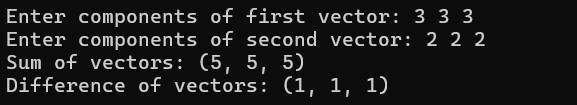 Enter components of first vector: 3 3 3
Enter components of second vector: 2 2 2
Sum of vectors: (5, 5, 5)
Difference of vectors: (1, 1, 1)